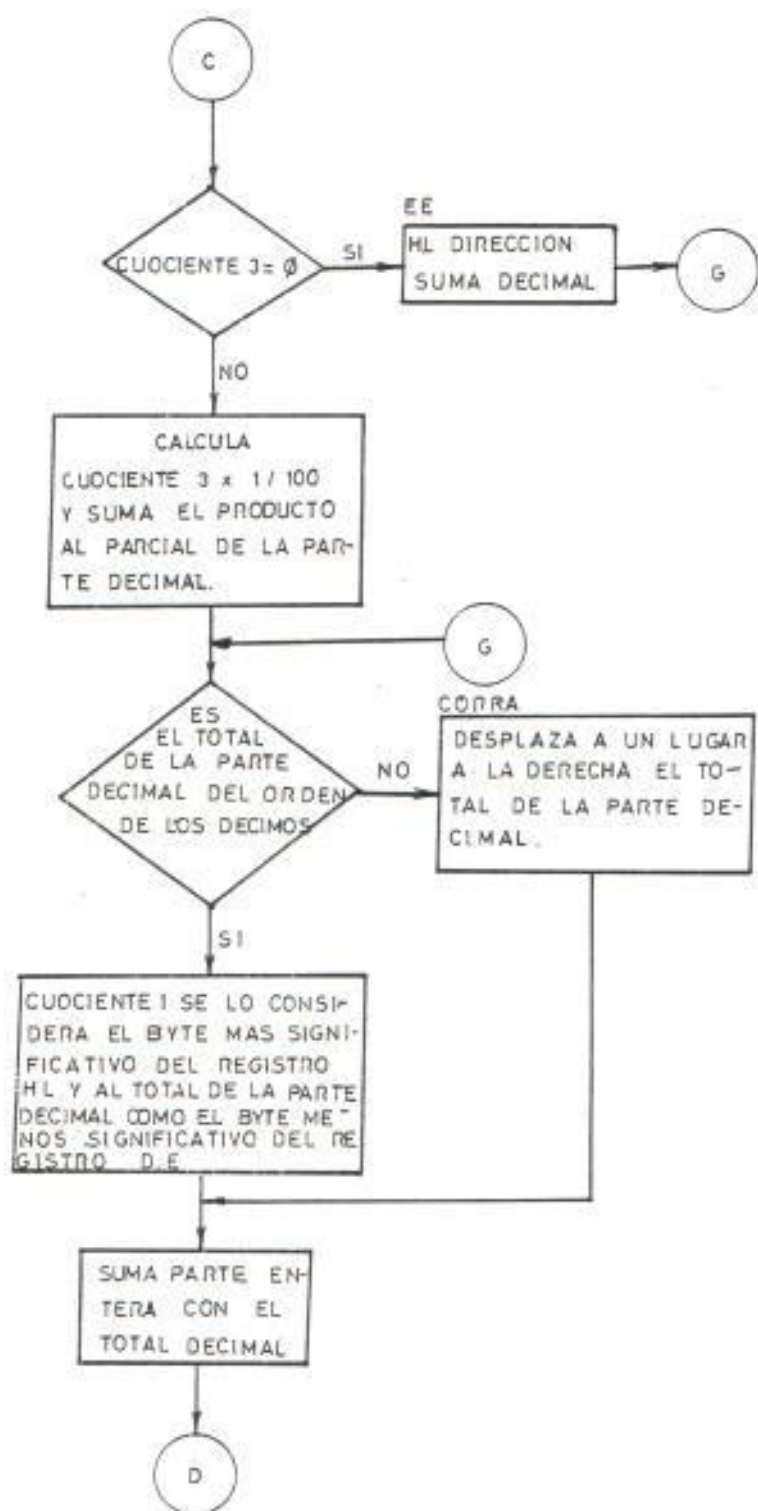 C
CUOCIENTE 3 = Ø
SI
EE
HL DIRECCION
SUMA DECIMAL
G
NO
CALCULA
CUOCIENTE 3 x 1/100
Y SUMA EL PRODUCTO
AL PARCIAL DE LA PAR-
TE DECIMAL.
G
ES
EL TOTAL
DE LA PARTE
DECIMAL DEL ORDEN
DE LOS DECIMOS
NO
CORRA
DESPLAZA A UN LUGAR
A LA DERECHA EL TO-
TAL DE LA PARTE DE-
CIMAL.
SI
CUOCIENTE 1 SE LO CONSI-
DERA EL BYTE MAS SIGNI-
FICATIVO DEL REGISTRO
HL Y AL TOTAL DE LA PARTE
DECIMAL COMO EL BYTE ME-
NOS SIGNIFICATIVO DEL RE
GISTRO D.E
SUMA PARTE EN-
TERA CON EL
TOTAL DECIMAL
D